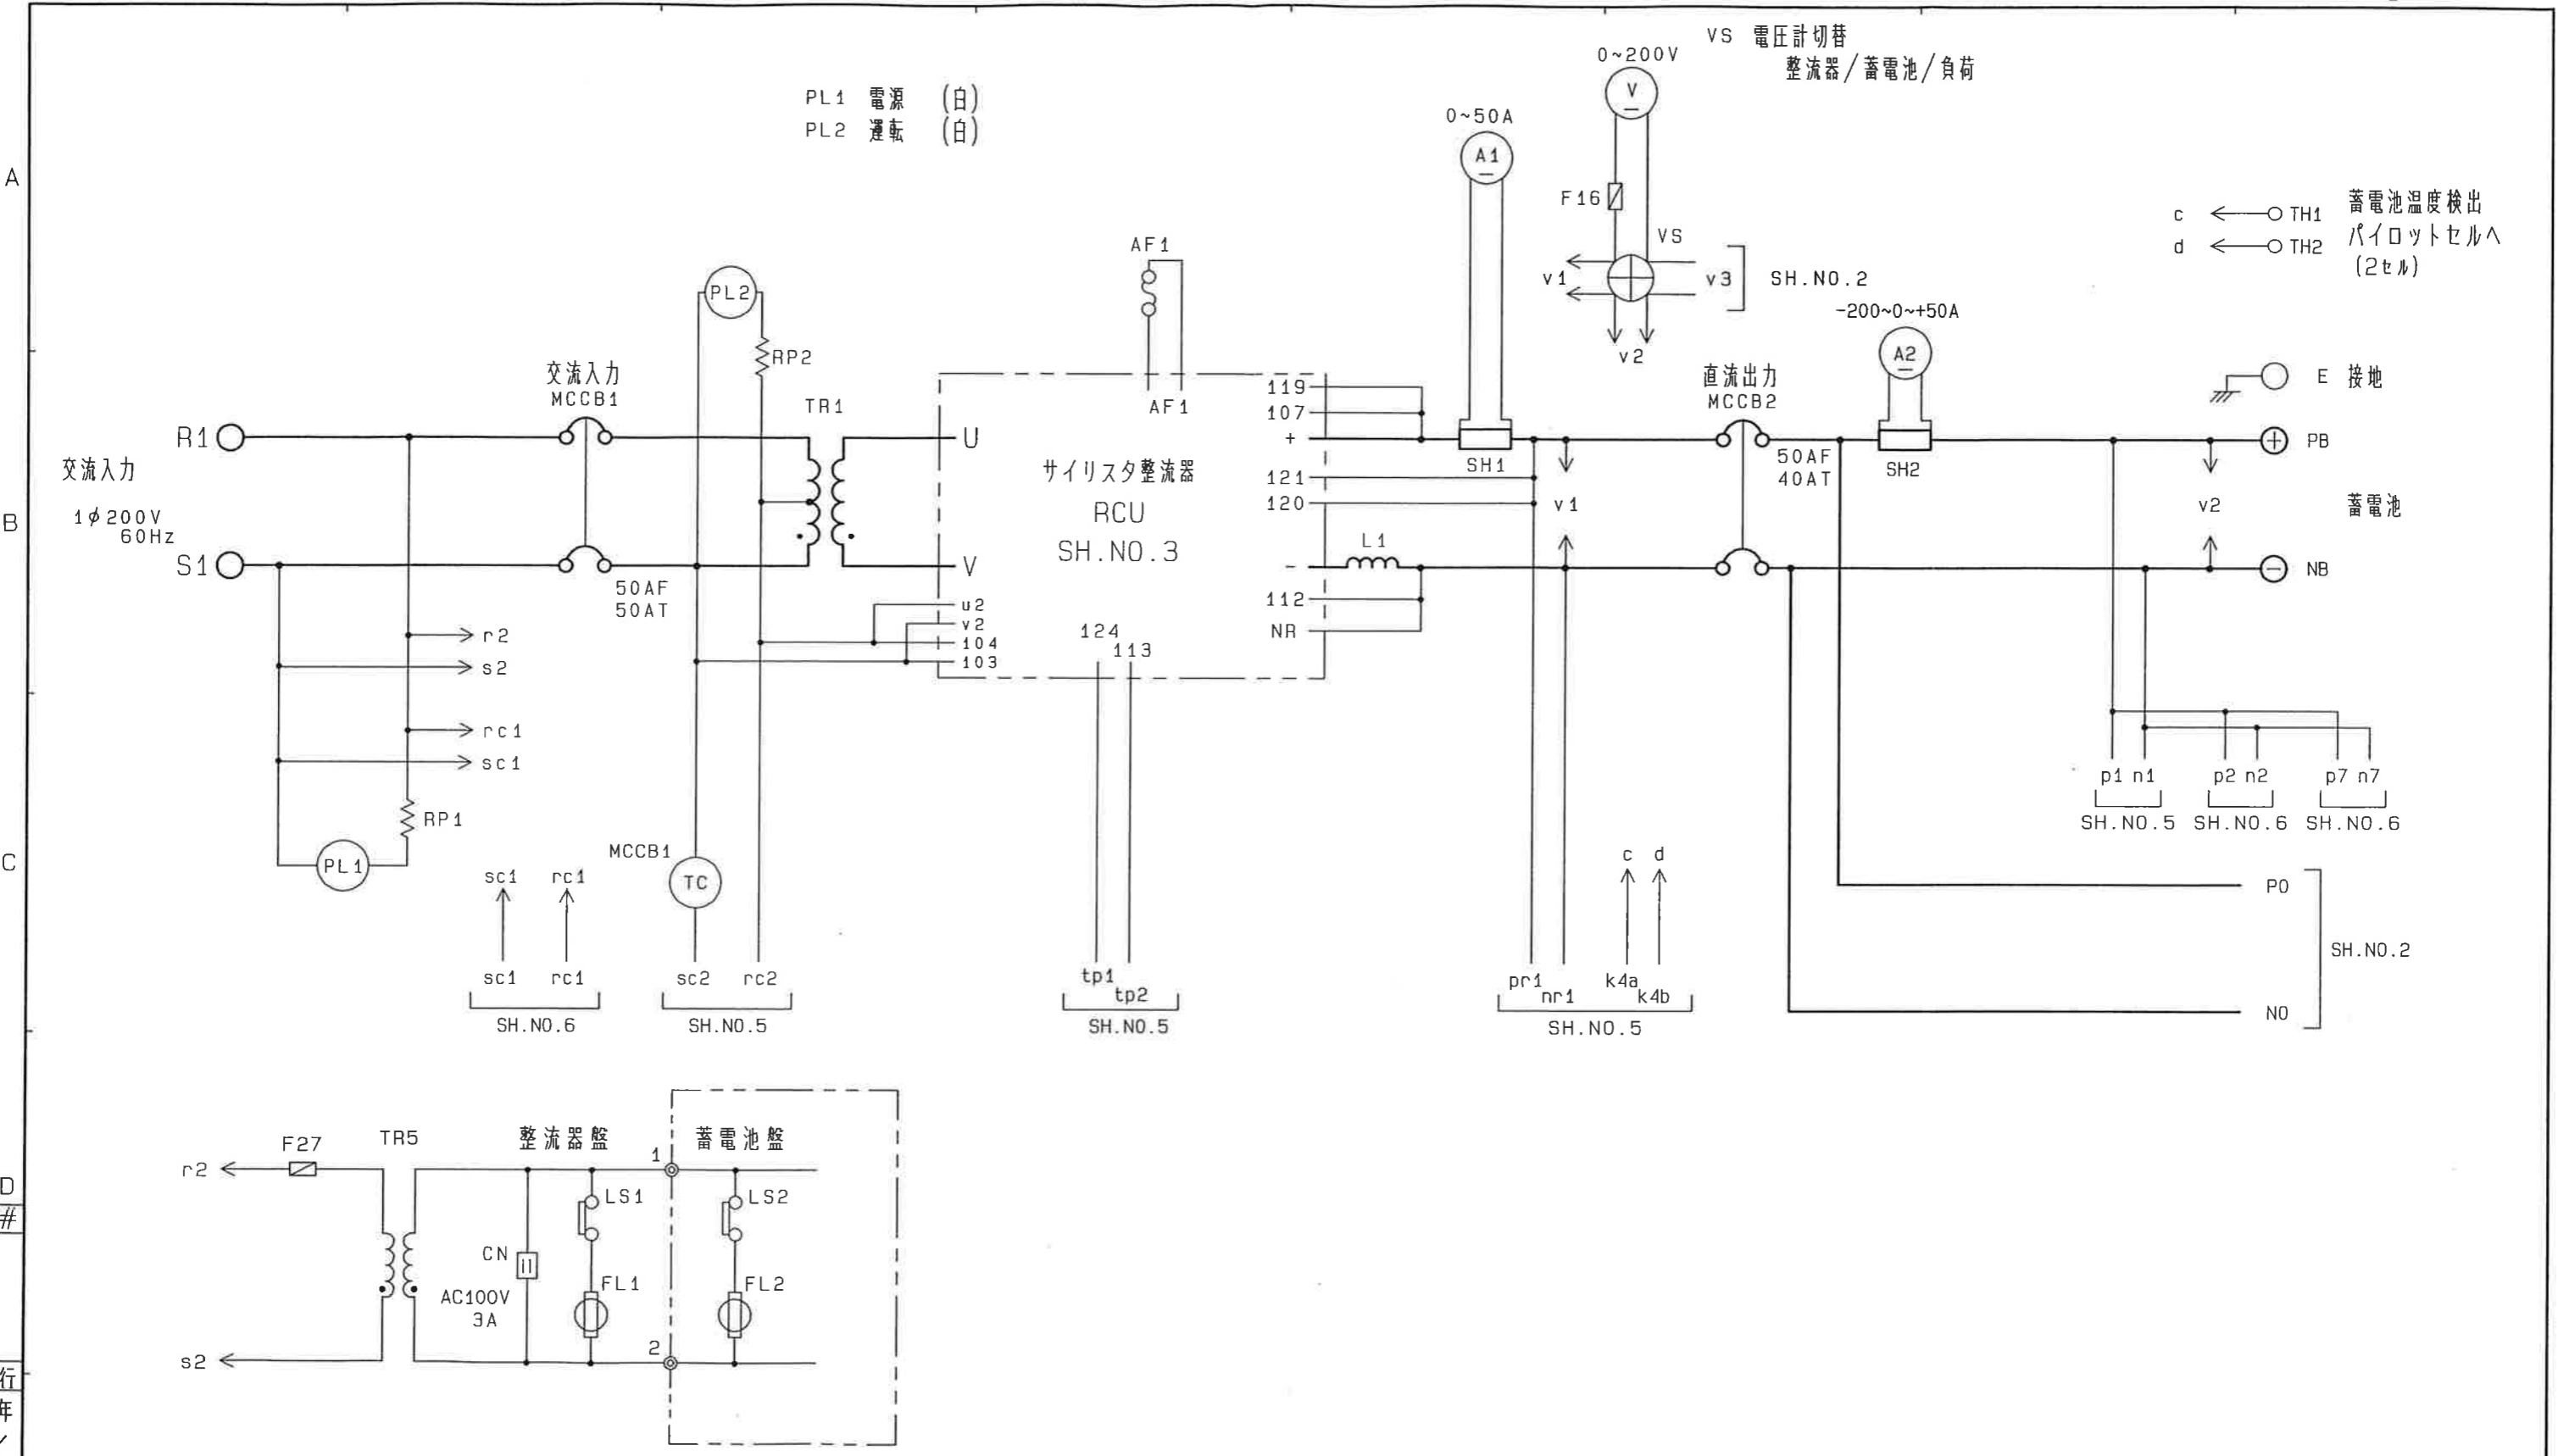 VS 電圧計切替
整流器/蓄電池/負荷
0~200V
V
PL1 電源 (白)
PL2 運転 (白)
0~50A
A1
A
F16
VS
v1
v3
SH.NO.2
v2
c TH1 蓄電池温度検出
d TH2 パイロットセルへ
(2セル)
AF1
PL2
RP2
-200~0~+50A
A2
交流入力
MCCB1
TR1
AF1
119
107
+
直流出力
MCCB2
E 接地
R1
U
サイリスタ整流器
RCU
SH.NO.3
SH1
50AF
40AT
SH2
PB
交流入力
1φ200V
60Hz
B
121
120
v1
v2
蓄電池
S1
V
L1
-
NB
50AF
50AT
u2
v2
104
103
112
NR
124
113
r2
s2
rc1
sc1
RP1
PL1
p1 n1
p2 n2
p7 n7
SH.NO.5
SH.NO.6
SH.NO.6
C
MCCB1
TC
sc1
rc1
c d
PO
sc1
rc1
sc2
rc2
tp1
tp2
pr1
nr1
k4a
k4b
SH.NO.2
SH.NO.6
SH.NO.5
SH.NO.5
SH.NO.5
NO
F27
TR5
整流器盤
蓄電池盤
r2
1
D
#
LS1
LS2
CN
AC100V
3A
FL1
FL2
s2
2
行
年